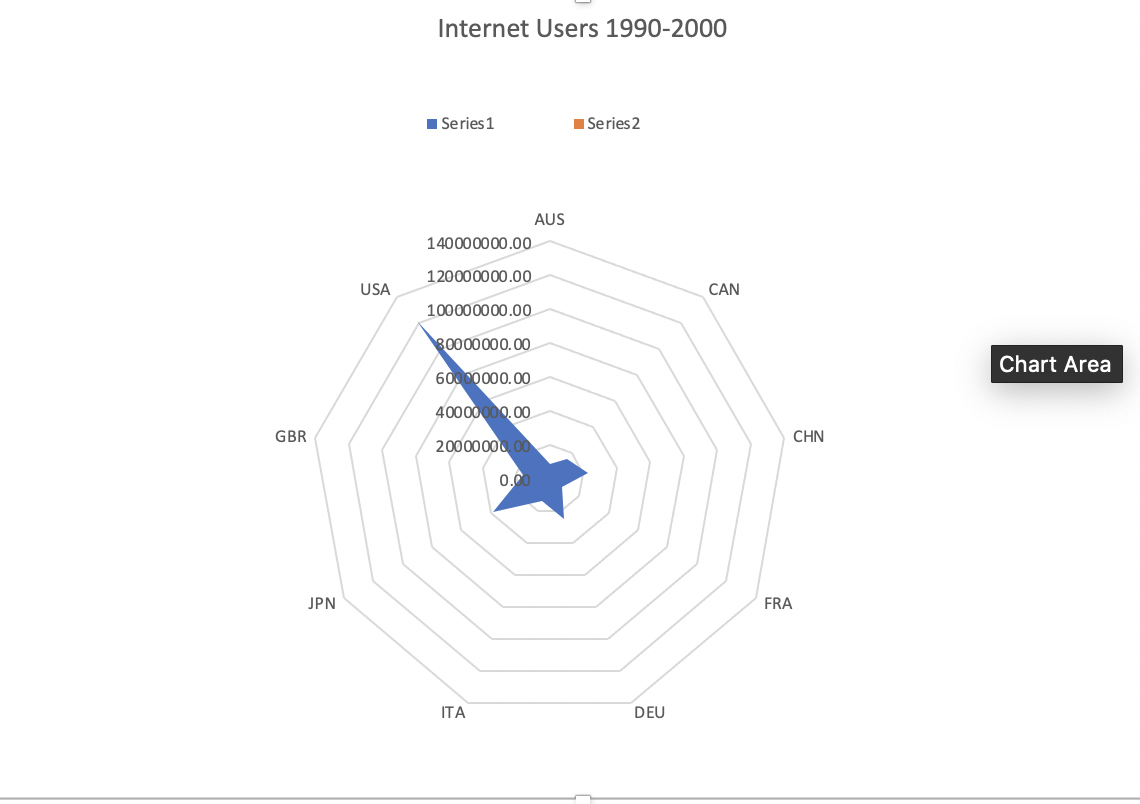 Internet Users 1990-2000
Series1 Series2
AUS
140000000.00
120000000.00
USA CAN
100000000.00
80000000.00
Chart Area
60000000.00
40000000.00
GBR CHN
20000000.00
0.00
JPN FRA
ITA DEU